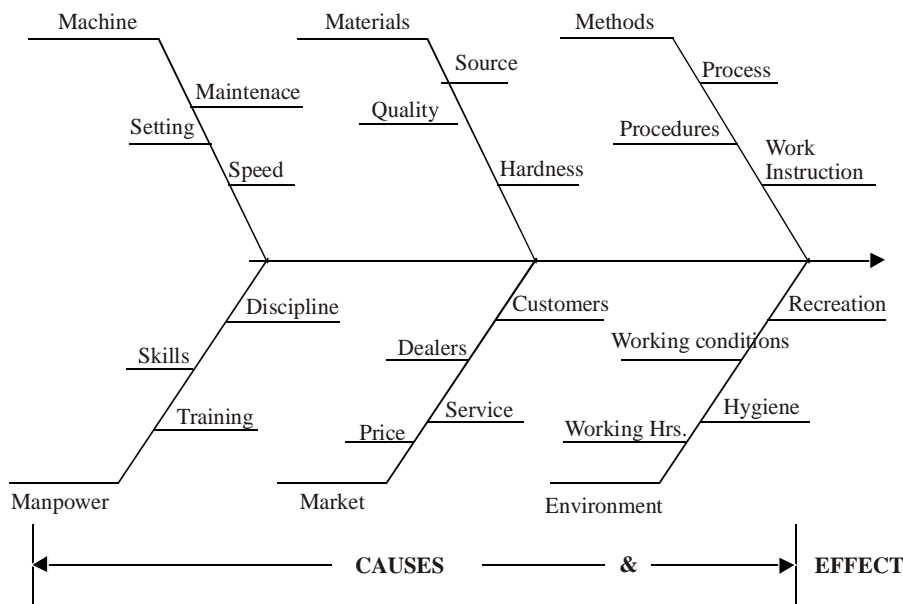 Machine
Materials
Methods
Source
Process
Maintenace
Quality
Setting
Procedures
Work
Instruction
Speed
Hardness
Discipline
Customers
Recreation
Dealers
Working conditions
Skills
Training
Service
Hygiene
Price
Working Hrs.
Manpower
Market
Environment
CAUSES & EFFECT